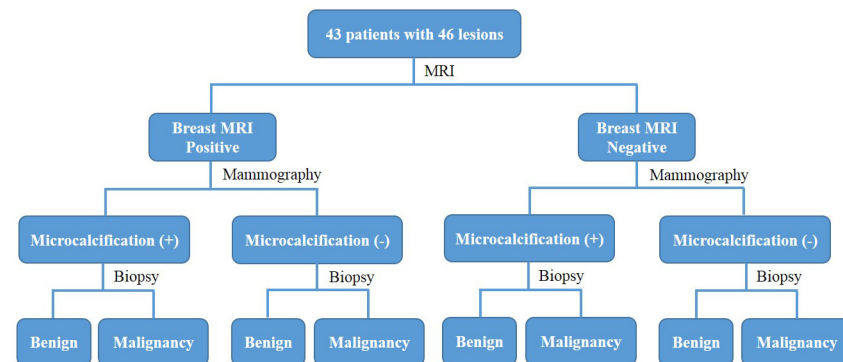 43 patients with 46 lesions
MRI
Breast MRI
Positive
Breast MRI
Negative
Mammography
Mammography
Microcalcification (+)
Microcalcification (-)
Microcalcification (+)
Microcalcification (-)
Biopsy
Biopsy
Biopsy
Biopsy
Benign
Malignancy
Benign
Malignancy
Benign
Malignancy
Benign
Malignancy